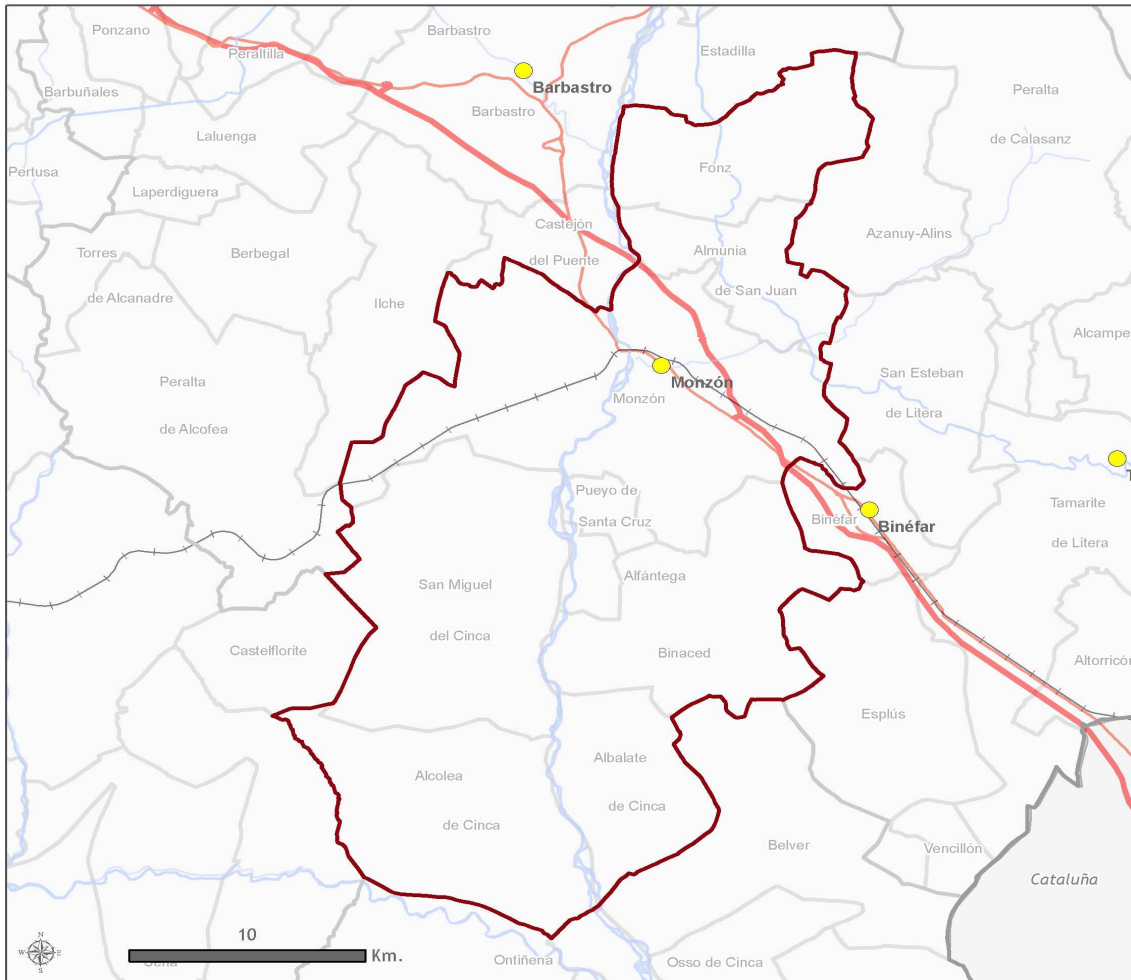 Ponzano
Barbastro
Peraltilla
Estadilla
Barbastro
Barbuñales
Barbastro
Peralta
de Calasanz
Laluenga
Pertusa
Fonz
Laperdiguera
Castejón
del Puente
Azanuy-Alins
Torres
de Alcanadre
Berbegal
Almunia
de San Juan
Ilche
Alcampe
Peralta
de Alcofea
Monzón
Monzón
San Esteban
de Litera
T
Pueyo de
Santa Cruz
Binéfar
Binéfar
Tamarite
de Litera
San Miguel
del Cinca
Alfántega
Castelflorite
Binaced
Altorricón
Esplús
Alcolea
de Cinca
Albalate
de Cinca
Belver
Vencillón
Cataluña
10
Km.
N
W
E
S
Sena
Ontiñena
Osso de Cinca